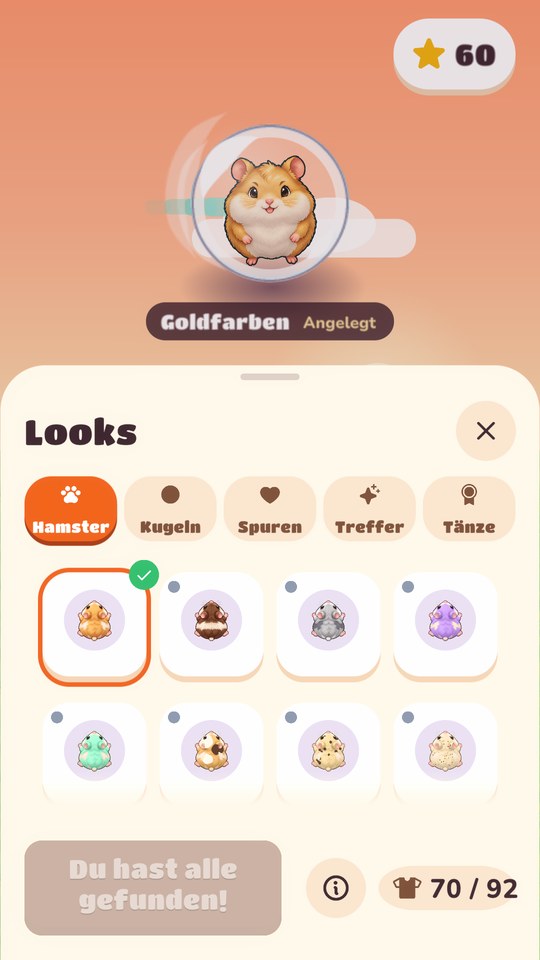 60
Goldfarben Angelegt
Looks
Hamster Kugeln Spuren Treffer Tänze
Du hast alle
gefunden!
70 / 92